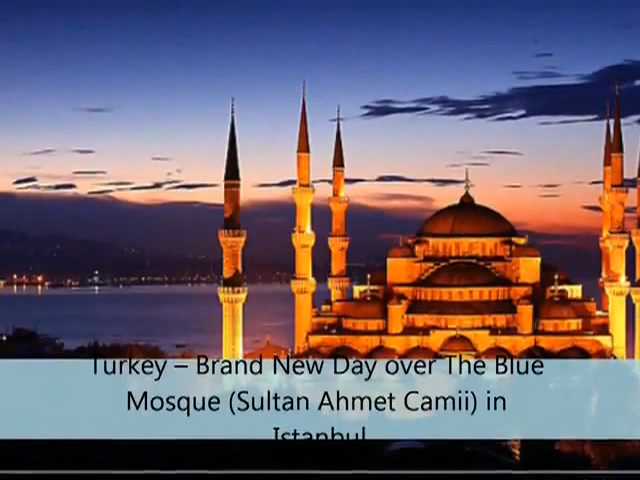 Turkey – Brand New Day over The Blue
Mosque (Sultan Ahmet Camii) in
Istanbul